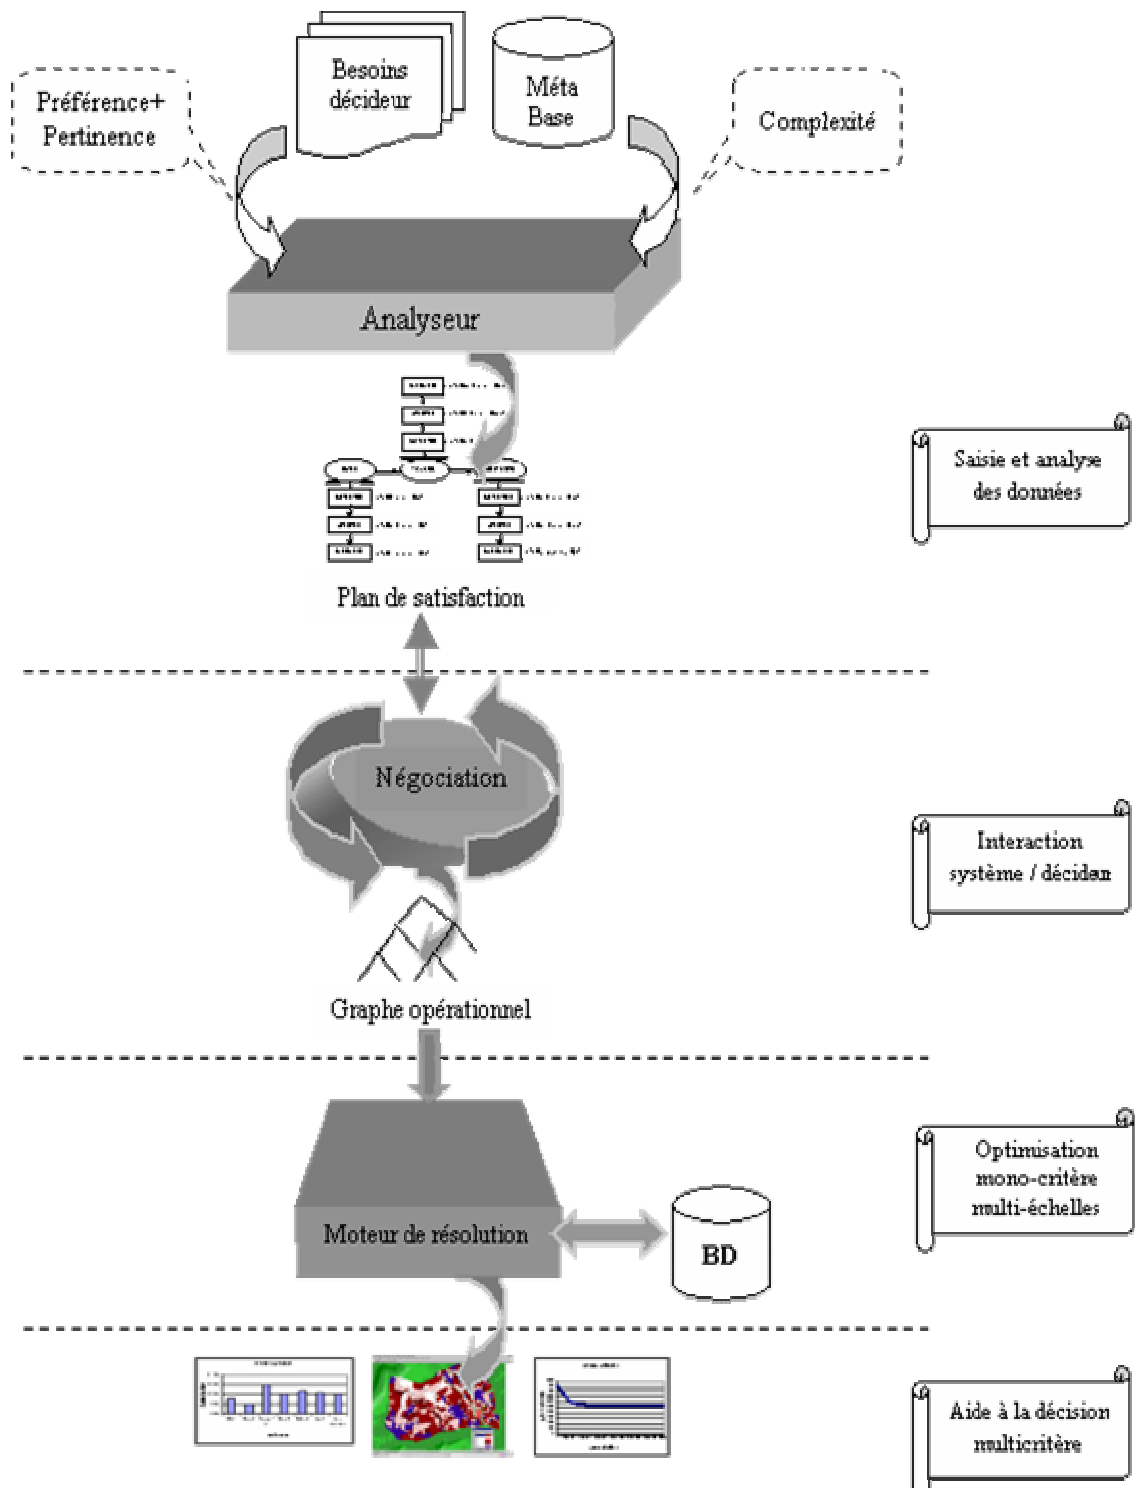 Besoins
décideur
Méta
Base
Préférence+
Pertinence
Complexité
Analyseur
Saisie et analyse
des données
Plan de satisfaction
Négociation
Interaction
système / décideur
Graphe opérationnel
Optimisation
mono-critère
multi-échelles
Moteur de résolution
BD
Aide à la décision
multicritère